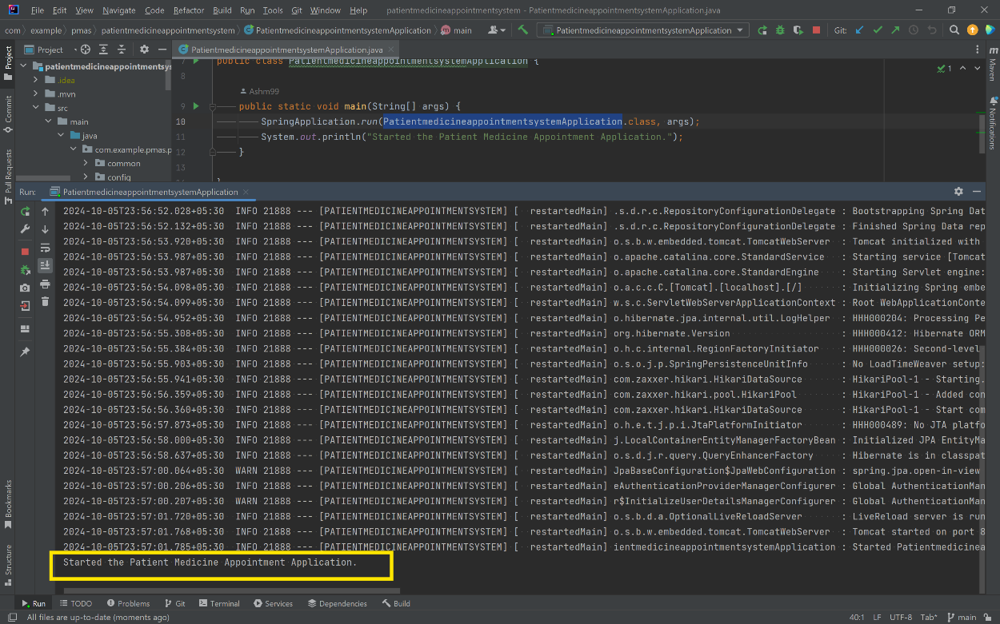 File Edit View Navigate Code Refactor Build Run Tools Git Window Help patientmedicineappointmentsystem - PatientmedicineappointmentsystemApplication.java
com example pmas patientmedicineappointmentsystem PatientmedicineappointmentsystemApplication main PatientmedicineappointmentsystemApplication Git:
Project PatientmedicineappointmentsystemApplication.java
patientmedicineappointmentsy
.idea
.mvn
src
main
java
com.example.pmas.p
common
config
Project
Commit
Pull Requests
Bookmarks
Structure
Maven
Notifications
1
7 public class PatientmedicineappointmentsystemApplication {
8
Ashm99
9 public static void main(String[] args) {
10 SpringApplication.run(PatientmedicineappointmentsystemApplication.class, args);
11 System.out.println("Started the Patient Medicine Appointment Application.");
12 }
13
Run: PatientmedicineappointmentsystemApplication
2024-10-05T23:56:52.028+05:30 INFO 21888 --- [PATIENTMEDICINEAPPOINTMENTSYSTEM] [ restartedMain] .s.d.r.c.RepositoryConfigurationDelegate : Bootstrapping Spring Dat
2024-10-05T23:56:52.132+05:30 INFO 21888 --- [PATIENTMEDICINEAPPOINTMENTSYSTEM] [ restartedMain] .s.d.r.c.RepositoryConfigurationDelegate : Finished Spring Data rep
2024-10-05T23:56:53.920+05:30 INFO 21888 --- [PATIENTMEDICINEAPPOINTMENTSYSTEM] [ restartedMain] o.s.b.w.embedded.tomcat.TomcatWebServer : Tomcat initialized with
2024-10-05T23:56:53.987+05:30 INFO 21888 --- [PATIENTMEDICINEAPPOINTMENTSYSTEM] [ restartedMain] o.apache.catalina.core.StandardService : Starting service [Tomcat
2024-10-05T23:56:53.987+05:30 INFO 21888 --- [PATIENTMEDICINEAPPOINTMENTSYSTEM] [ restartedMain] o.apache.catalina.core.StandardEngine : Starting Servlet engine:
2024-10-05T23:56:54.098+05:30 INFO 21888 --- [PATIENTMEDICINEAPPOINTMENTSYSTEM] [ restartedMain] o.a.c.c.C.[Tomcat].[localhost].[/] : Initializing Spring embe
2024-10-05T23:56:54.099+05:30 INFO 21888 --- [PATIENTMEDICINEAPPOINTMENTSYSTEM] [ restartedMain] w.s.c.ServletWebServerApplicationContext : Root WebApplicationConte
2024-10-05T23:56:54.952+05:30 INFO 21888 --- [PATIENTMEDICINEAPPOINTMENTSYSTEM] [ restartedMain] o.hibernate.jpa.internal.util.LogHelper : HHH000204: Processing Pe
2024-10-05T23:56:55.308+05:30 INFO 21888 --- [PATIENTMEDICINEAPPOINTMENTSYSTEM] [ restartedMain] org.hibernate.Version : HHH000412: Hibernate ORM
2024-10-05T23:56:55.384+05:30 INFO 21888 --- [PATIENTMEDICINEAPPOINTMENTSYSTEM] [ restartedMain] o.h.c.internal.RegionFactoryInitiator : HHH000026: Second-level
2024-10-05T23:56:55.903+05:30 INFO 21888 --- [PATIENTMEDICINEAPPOINTMENTSYSTEM] [ restartedMain] o.s.o.j.p.SpringPersistenceUnitInfo : No LoadTimeWeaver setup:
2024-10-05T23:56:55.941+05:30 INFO 21888 --- [PATIENTMEDICINEAPPOINTMENTSYSTEM] [ restartedMain] com.zaxxer.hikari.HikariDataSource : HikariPool-1 - Starting.
2024-10-05T23:56:56.359+05:30 INFO 21888 --- [PATIENTMEDICINEAPPOINTMENTSYSTEM] [ restartedMain] com.zaxxer.hikari.pool.HikariPool : HikariPool-1 - Added con
2024-10-05T23:56:56.360+05:30 INFO 21888 --- [PATIENTMEDICINEAPPOINTMENTSYSTEM] [ restartedMain] com.zaxxer.hikari.HikariDataSource : HikariPool-1 - Start com
2024-10-05T23:56:57.873+05:30 INFO 21888 --- [PATIENTMEDICINEAPPOINTMENTSYSTEM] [ restartedMain] o.h.e.t.j.p.i.JtaPlatformInitiator : HHH000489: No JTA platfo
2024-10-05T23:56:58.000+05:30 INFO 21888 --- [PATIENTMEDICINEAPPOINTMENTSYSTEM] [ restartedMain] j.LocalContainerEntityManagerFactoryBean : Initialized JPA EntityMa
2024-10-05T23:56:58.637+05:30 INFO 21888 --- [PATIENTMEDICINEAPPOINTMENTSYSTEM] [ restartedMain] o.s.d.j.r.query.QueryEnhancerFactory : Hibernate is in classpat
2024-10-05T23:57:00.064+05:30 WARN 21888 --- [PATIENTMEDICINEAPPOINTMENTSYSTEM] [ restartedMain] JpaBaseConfiguration$JpaWebConfiguration : spring.jpa.open-in-view
2024-10-05T23:57:00.206+05:30 INFO 21888 --- [PATIENTMEDICINEAPPOINTMENTSYSTEM] [ restartedMain] eAuthenticationProviderManagerConfigurer : Global AuthenticationMan
2024-10-05T23:57:00.207+05:30 WARN 21888 --- [PATIENTMEDICINEAPPOINTMENTSYSTEM] [ restartedMain] r$InitializeUserDetailsManagerConfigurer : Global AuthenticationMan
2024-10-05T23:57:01.720+05:30 INFO 21888 --- [PATIENTMEDICINEAPPOINTMENTSYSTEM] [ restartedMain] o.s.b.d.a.OptionalLiveReloadServer : LiveReload server is run
2024-10-05T23:57:01.768+05:30 INFO 21888 --- [PATIENTMEDICINEAPPOINTMENTSYSTEM] [ restartedMain] o.s.b.w.embedded.tomcat.TomcatWebServer : Tomcat started on port 8
2024-10-05T23:57:01.785+05:30 INFO 21888 --- [PATIENTMEDICINEAPPOINTMENTSYSTEM] [ restartedMain] ientmedicineappointmentsystemApplication : Started Patientmedicinea
Started the Patient Medicine Appointment Application.
Run TODO Problems Git Terminal Services Dependencies Build
All files are up-to-date (moments ago) 40:1 LF UTF-8 Tab* main